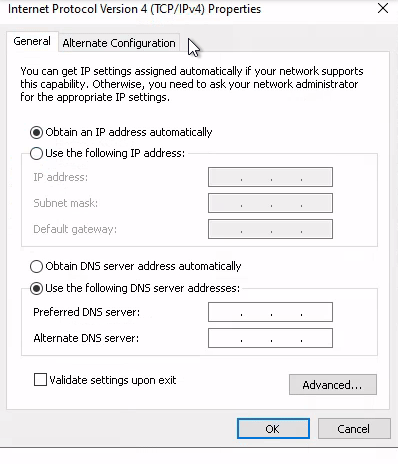 Internet Protocol Version 4 (TCP/IPv4) Properties
General
Alternate Configuration
You can get IP settings assigned automatically if your network supports
this capability. Otherwise, you need to ask your network administrator
for the appropriate IP settings.
Obtain an IP address automatically
Use the following IP address:
IP address:
Subnet mask:
Default gateway:
Obtain DNS server address automatically
Use the following DNS server addresses:
Preferred DNS server:
Alternate DNS server:
Validate settings upon exit
Advanced...
OK
Cancel